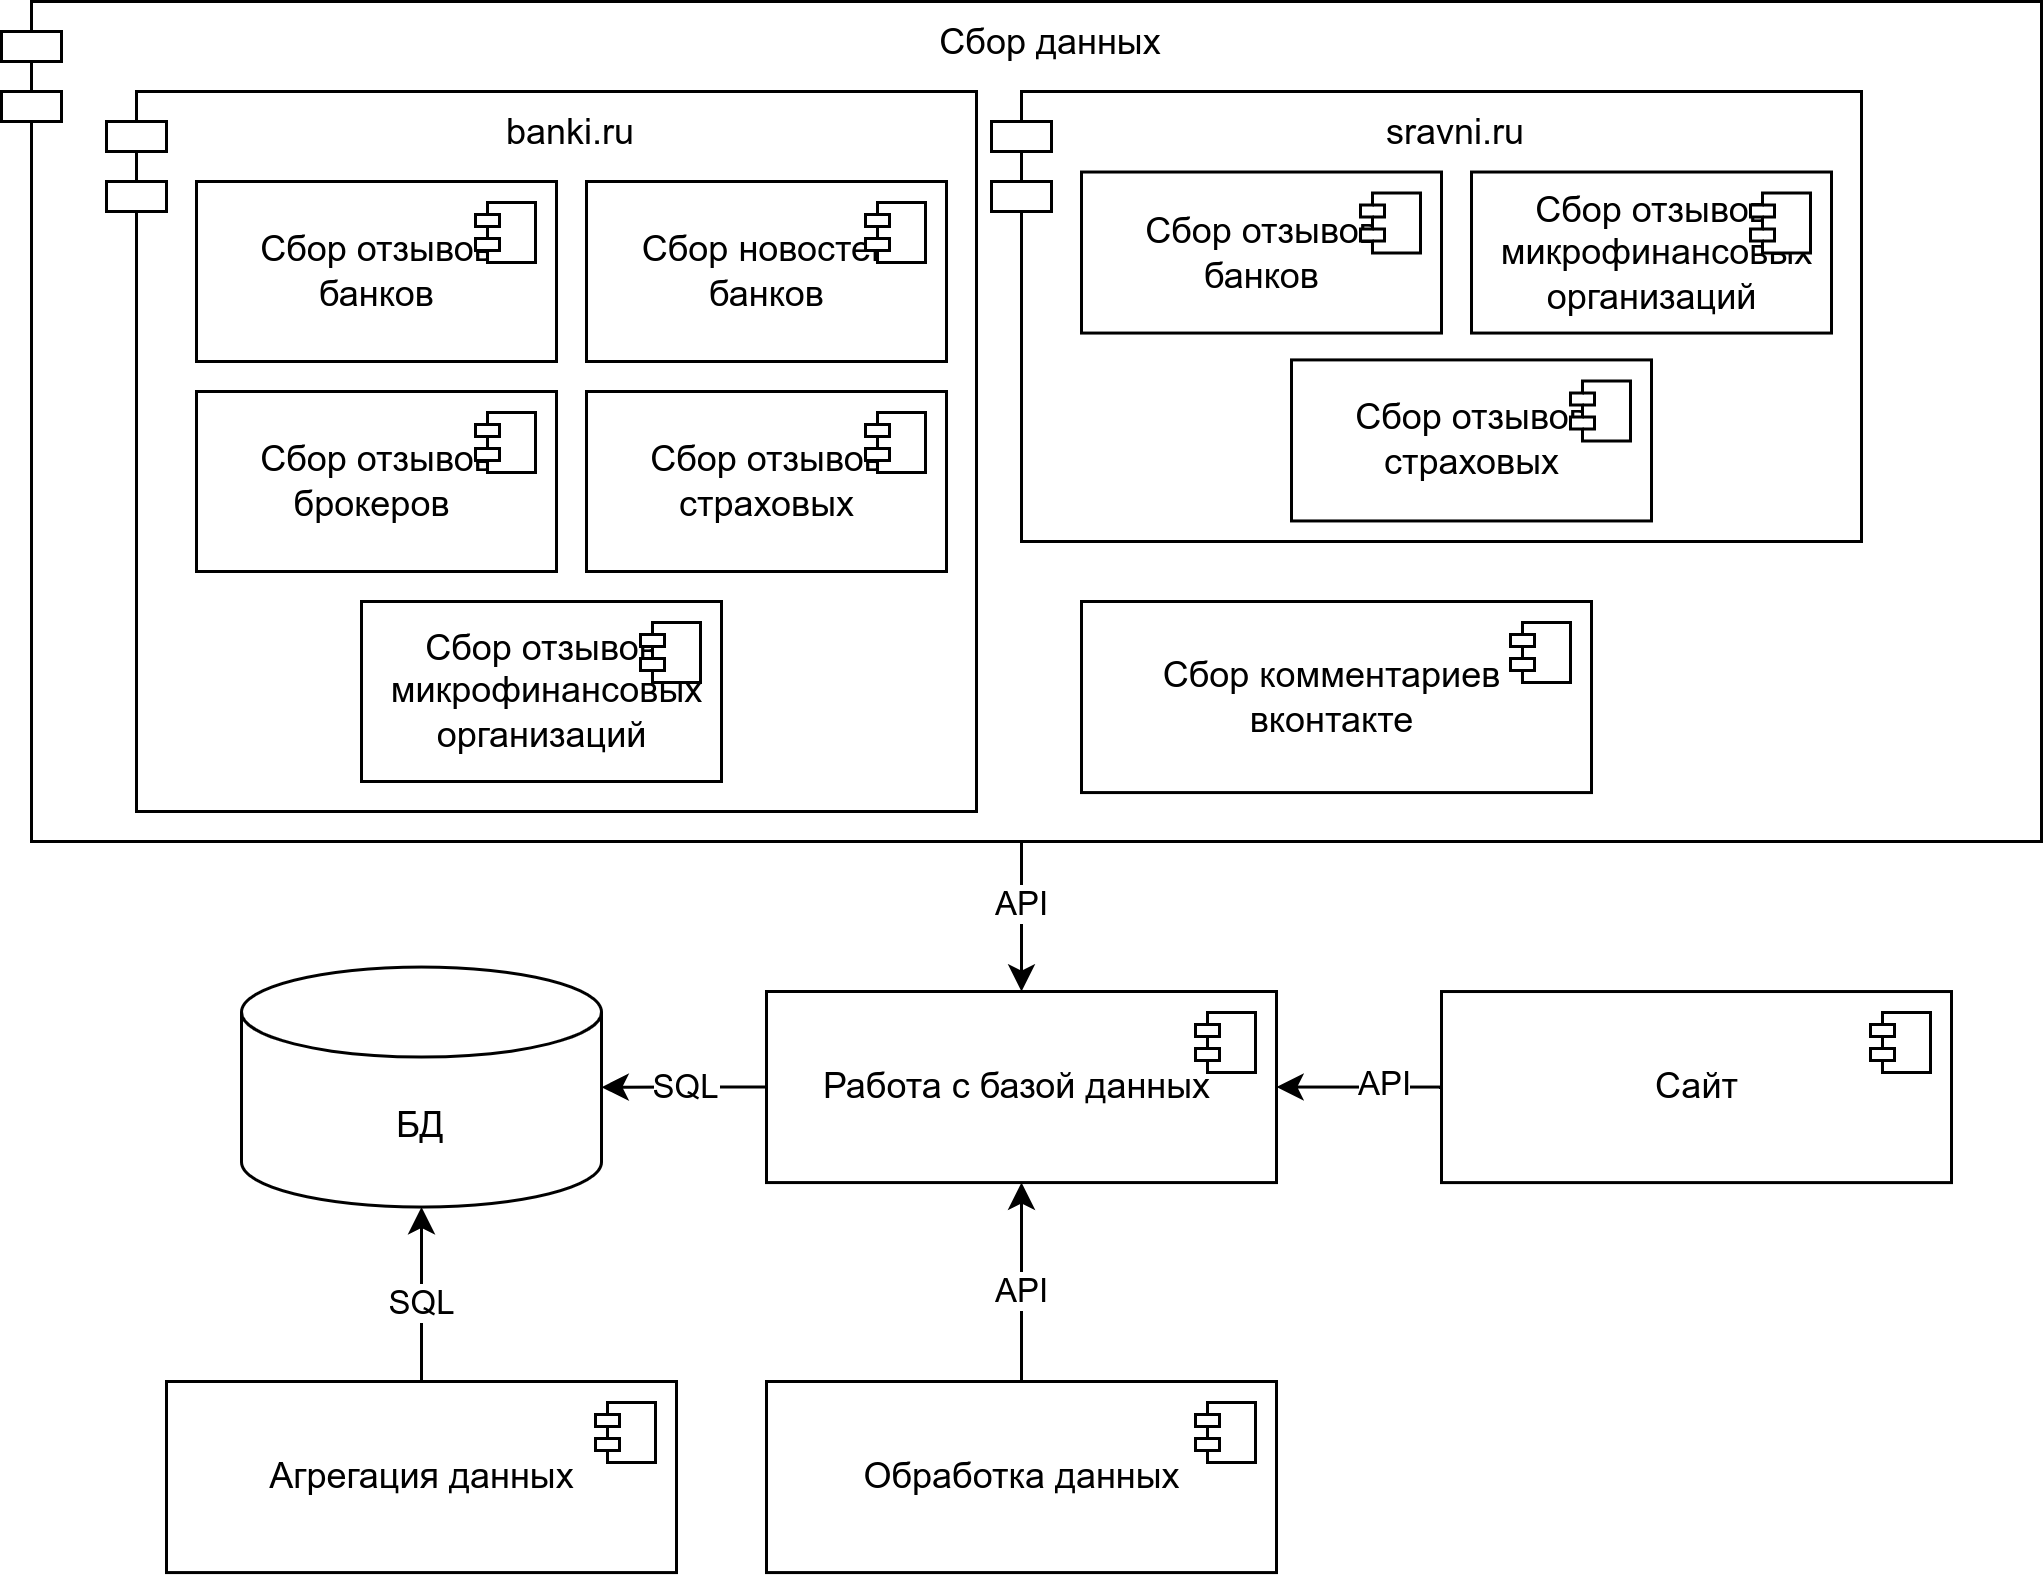 Сбор данных
banki.ru
Сбор отзывов
банков
Сбор новостей
банков
Сбор отзывов
брокеров
Сбор отзывов
страховых
Сбор отзывов
микрофинансовых
организаций
sravni.ru
Сбор отзывов
банков
Сбор отзывов
микрофинансовых
организаций
Сбор отзывов
страховых
Сбор комментариев
вконтакте
API
БД
SQL
Работа с базой данных
API
Сайт
SQL
API
Агрегация данных
Обработка данных